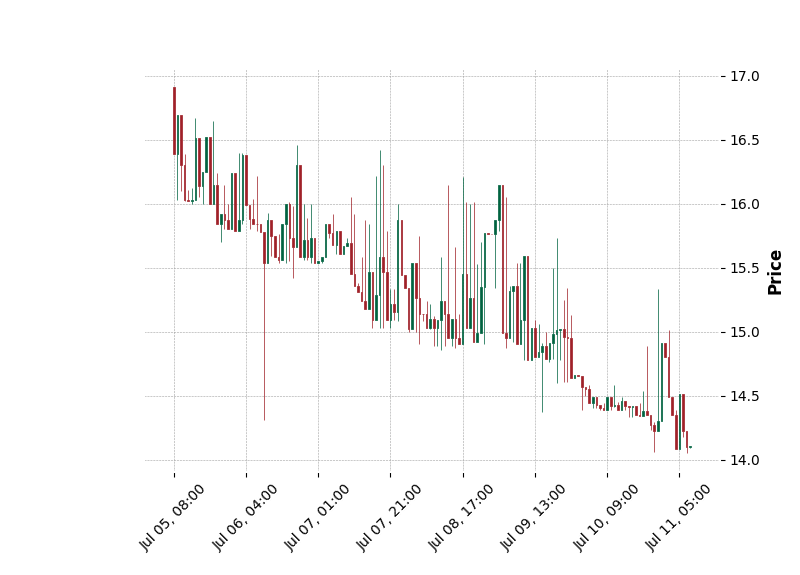 17.0
16.5
16.0
15.5
15.0
14.5
14.0
Price
Jul 05, 08:00
Jul 06, 04:00
Jul 07, 01:00
Jul 07, 21:00
Jul 08, 17:00
Jul 09, 13:00
Jul 10, 09:00
Jul 11, 05:00